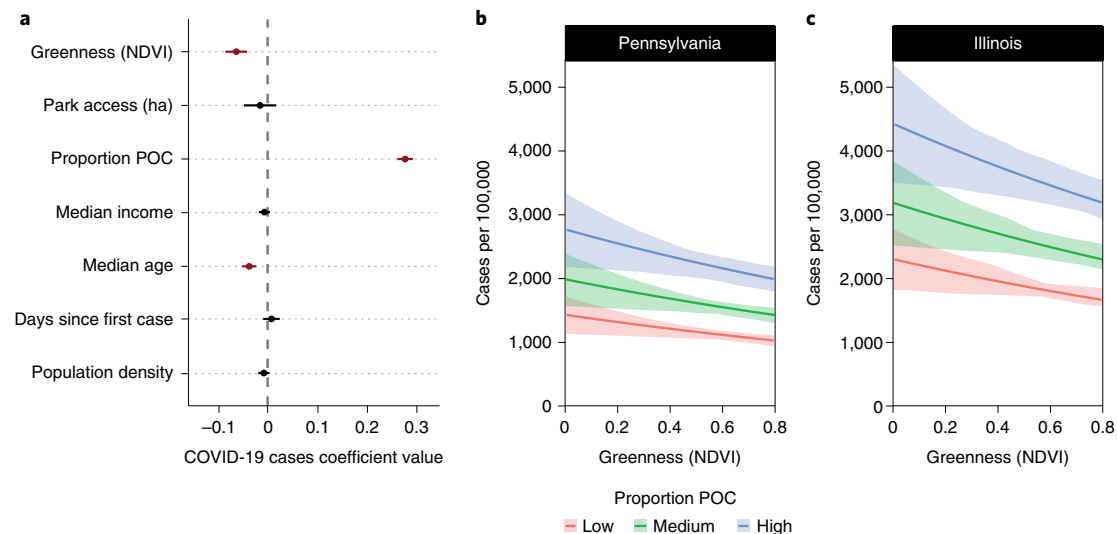 a
Greenness (NDVI)
Park access (ha)
Proportion POC
Median income
Median age
Days since first case
Population density
–0.1 0 0.1 0.2 0.3
COVID-19 cases coefficient value
b
Pennsylvania
Cases per 100,000
5,000
4,000
3,000
2,000
1,000
0
0 0.2 0.4 0.6 0.8
Greenness (NDVI)
c
Illinois
Cases per 100,000
5,000
4,000
3,000
2,000
1,000
0
0 0.2 0.4 0.6 0.8
Greenness (NDVI)
Proportion POC
Low Medium High